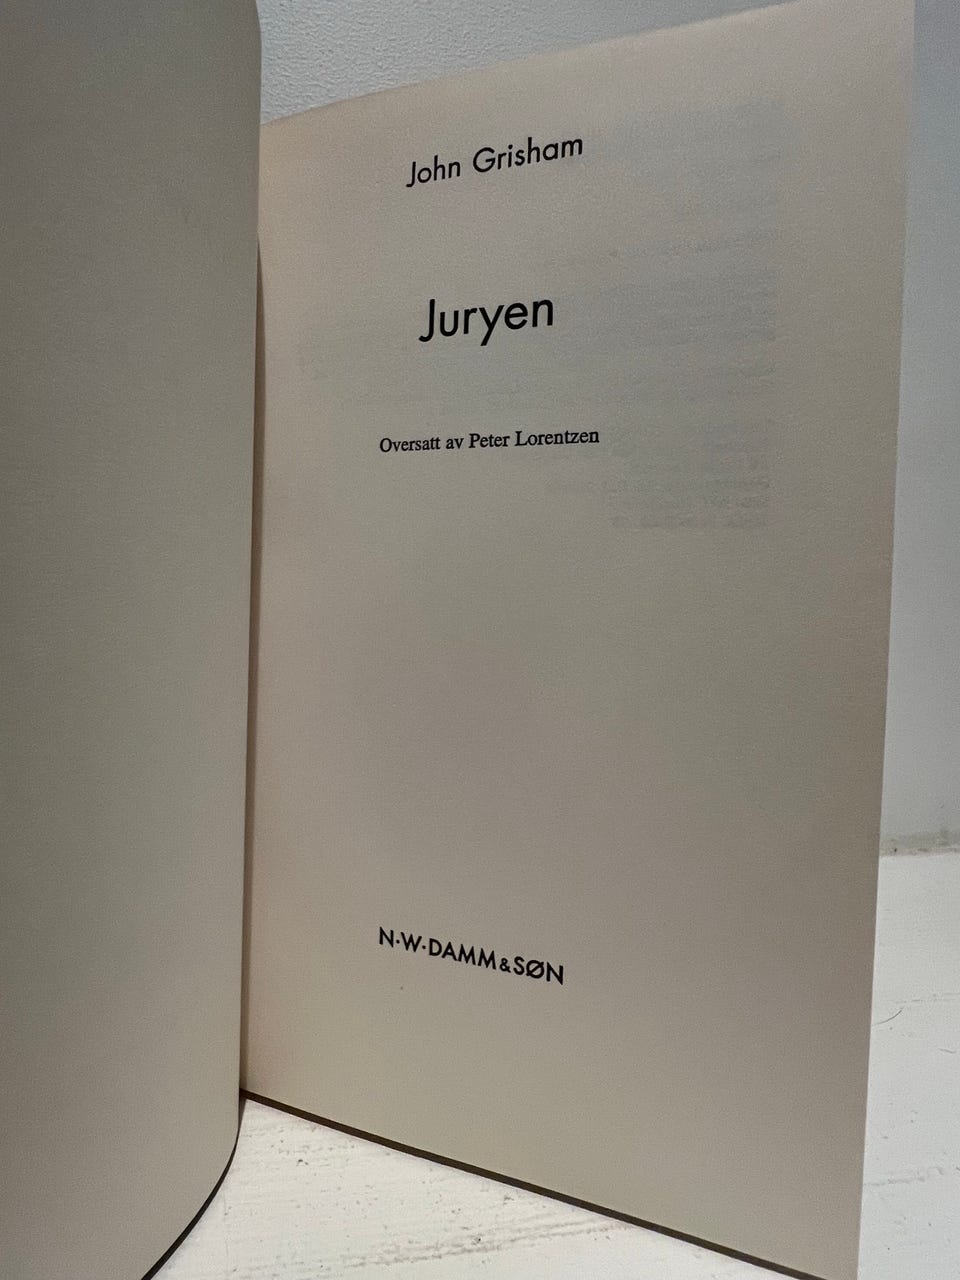 John Grisham
Juryen
Oversatt av Peter Lorentzen
N·W·DAMM & SØN